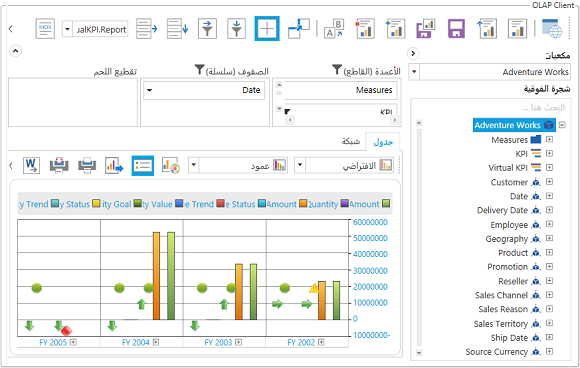 OLAP Client
MDX
ualKPI.Report
مكعبات
Adventure Works
شجرة الفوقية
البحث هنا ..
Adventure Works
Measures
KPI
Virtual KPI
Customer
Date
Delivery Date
Employee
Geography
Product
Promotion
Reseller
Sales Channel
Sales Reason
Sales Territory
Ship Date
Source Currency
الأعمدة (القاطع)
Measures
KPI
الصفوف (سلسلة)
Date
تقطيع اللحم
جدول
شبكة
الافتراضي
عمود
y Trend
y Status
ity Goal
ty Value
e Trend
e Status
Amount
Quantity
Amount
60000000
50000000
40000000
30000000
20000000
10000000
0
10000000-
FY 2005
FY 2004
FY 2003
FY 2002